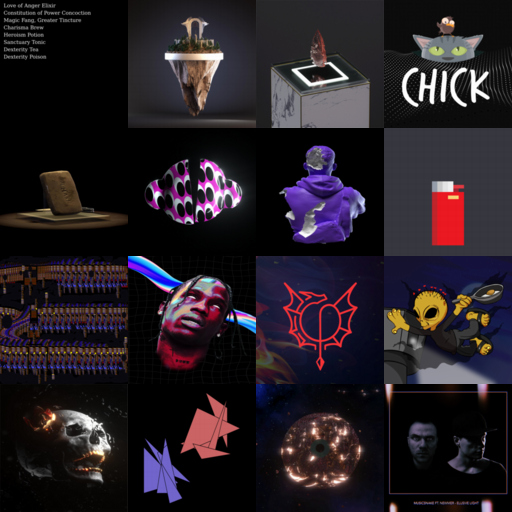 Love of Anger Elixir
Constitution of Power Concoction
Magic Fang, Greater Tincture
Charisma Brew
Heroism Potion
Sanctuary Tonic
Dexterity Tea
Dexterity Poison
CHICK